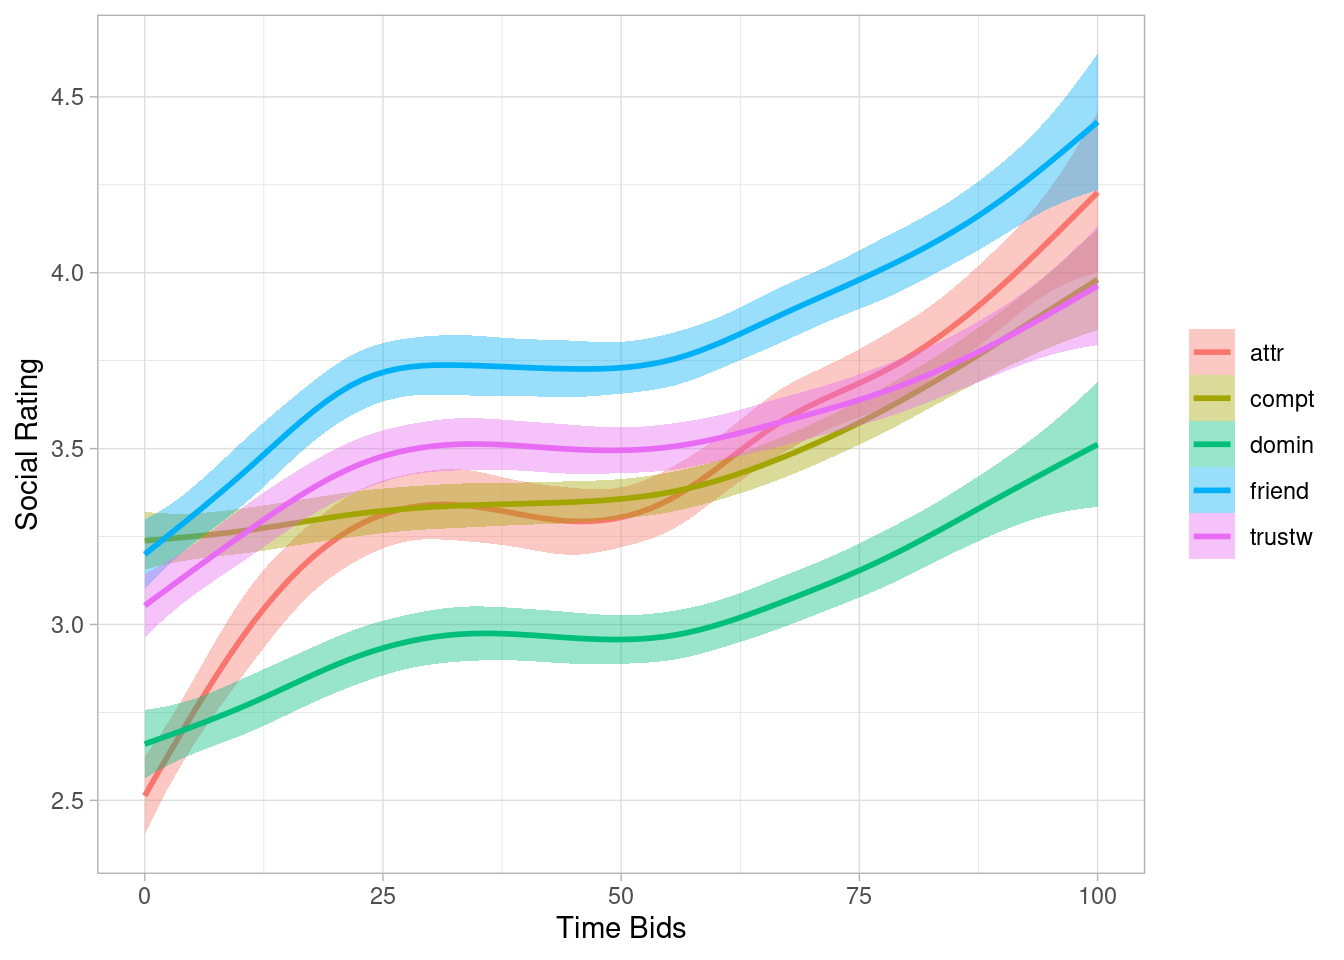 Social Rating
4.5
4.0
3.5
3.0
2.5
0 25 50 75 100
Time Bids
attr
compt
domin
friend
trustw